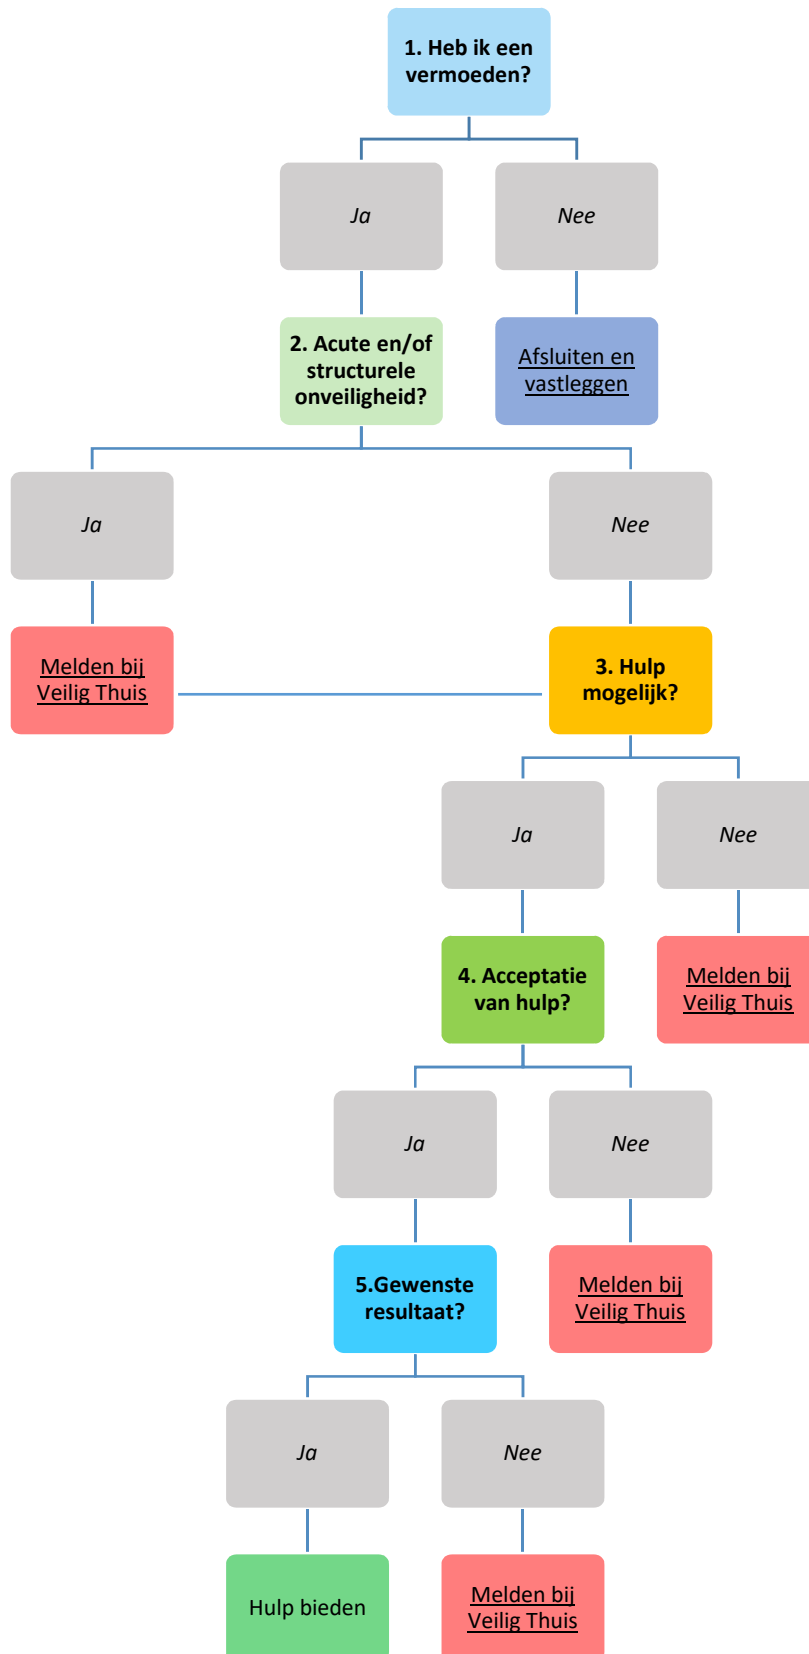 1. Heb ik een
vermoeden?
Ja
Nee
2. Acute en/of
structurele
onveiligheid?
Afsluiten en
vastleggen
Ja
Nee
Melden bij
Veilig Thuis
3. Hulp
mogelijk?
Ja
Nee
4. Acceptatie
van hulp?
Melden bij
Veilig Thuis
Ja
Nee
5.Gewenste
resultaat?
Melden bij
Veilig Thuis
Ja
Nee
Hulp bieden
Melden bij
Veilig Thuis